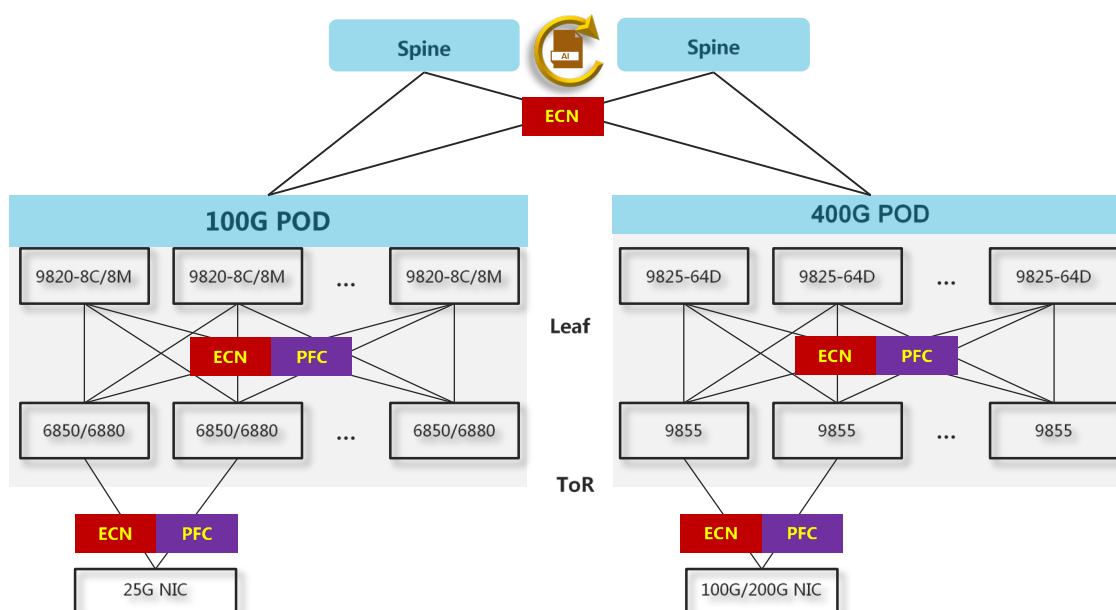 Spine
AI
Spine
ECN
100G POD
400G POD
9820-8C/8M
9820-8C/8M
...
9820-8C/8M
9825-64D
9825-64D
...
9825-64D
Leaf
ECN
PFC
ECN
PFC
6850/6880
6850/6880
...
6850/6880
9855
9855
...
9855
ToR
ECN
PFC
ECN
PFC
25G NIC
100G/200G NIC